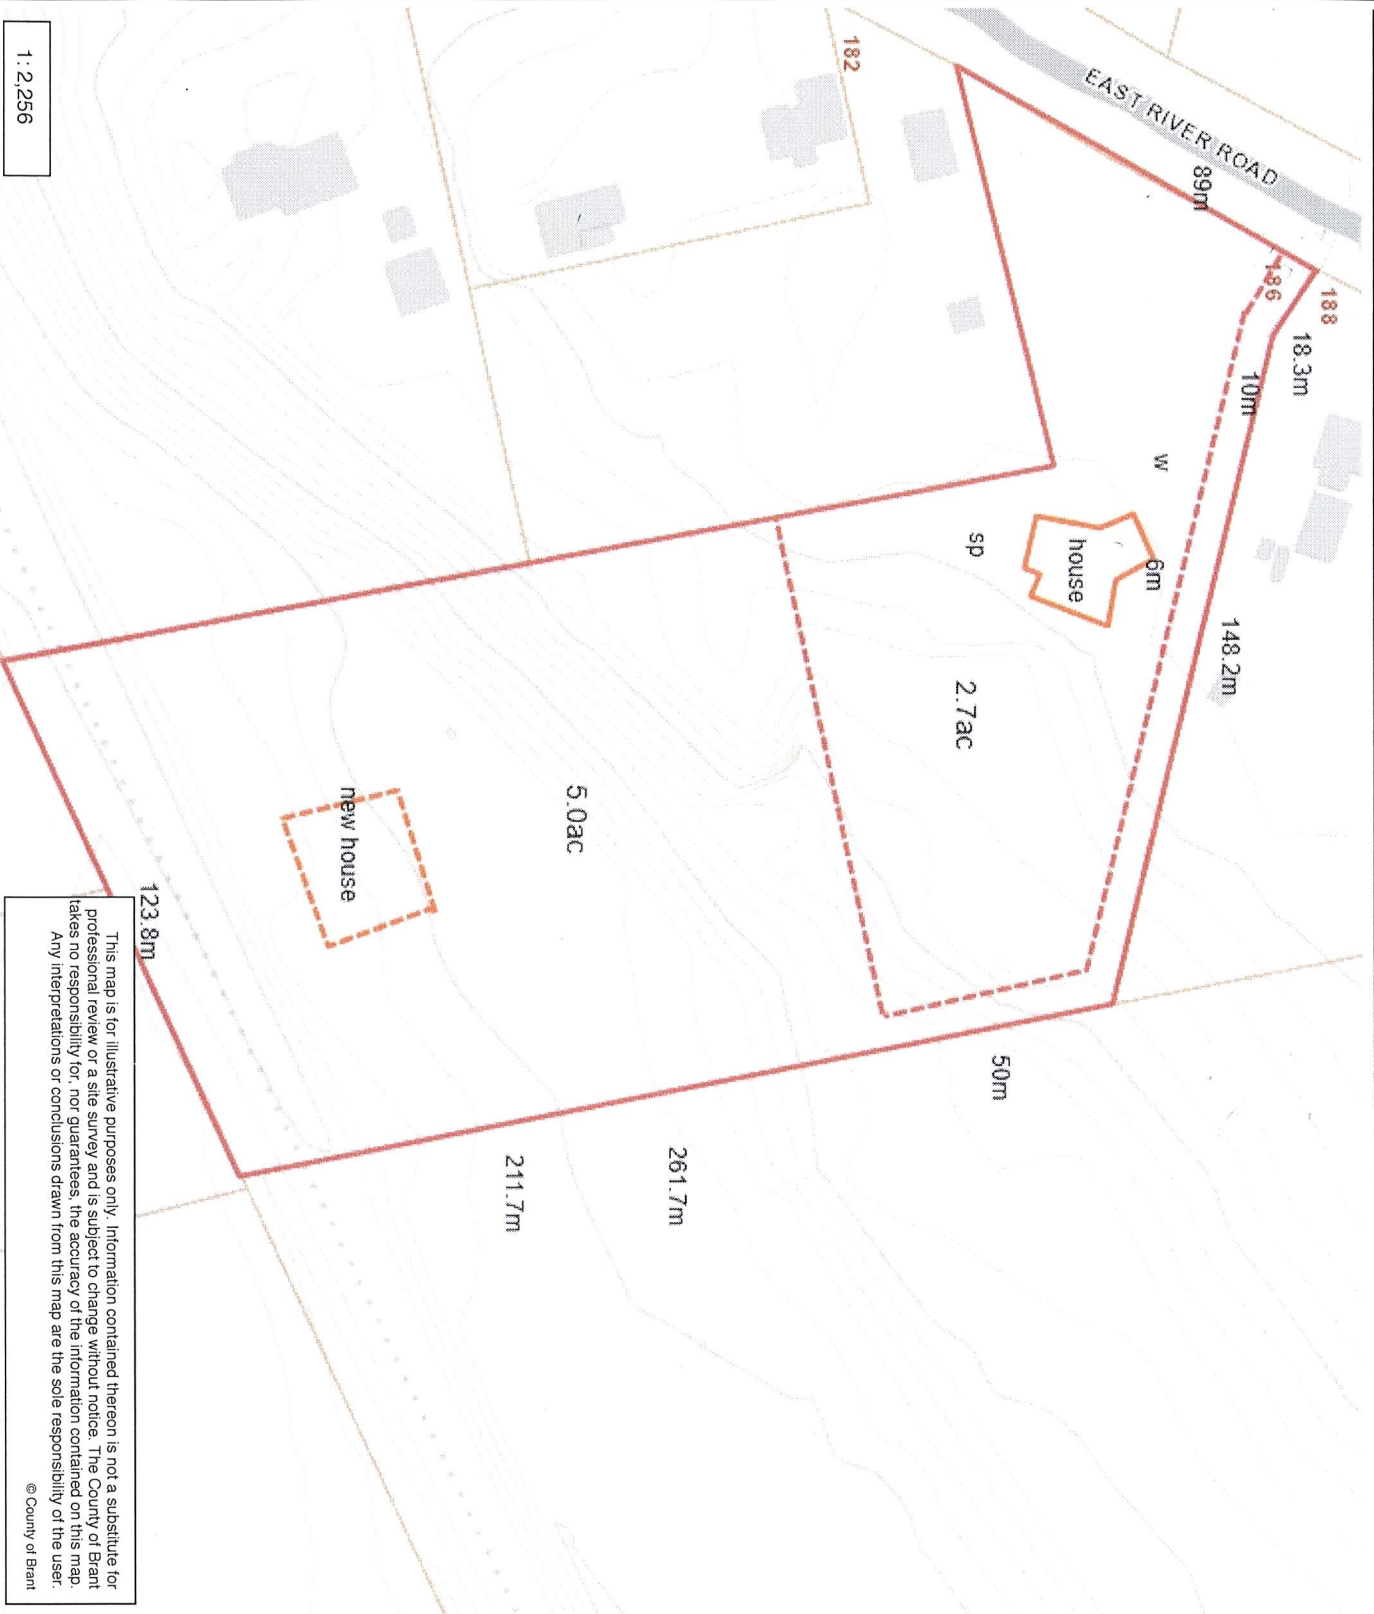 EAST RIVER ROAD
182
89m
186
188
18.3m
10m
w
sp
house
6m
148.2m
2.7ac
5.0ac
new house
50m
261.7m
211.7m
123.8m
1: 2,256
This map is for illustrative purposes only. Information contained thereon is not a substitute for
professional review or a site survey and is subject to change without notice. The County of Brant
takes no responsibility for, nor guarantees, the accuracy of the information contained on this map.
Any interpretations or conclusions drawn from this map are the sole responsibility of the user.
© County of Brant